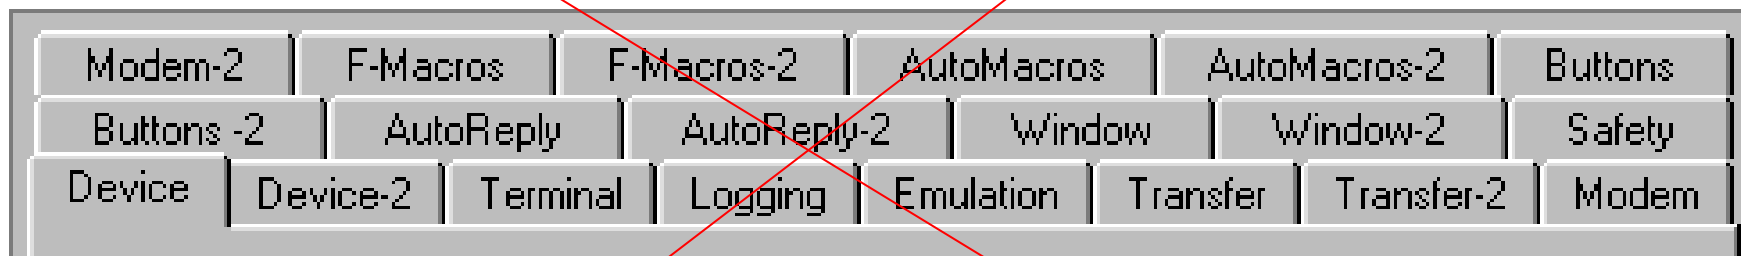 Modem-2 F-Macros F-Macros-2 AutoMacros AutoMacros-2 Buttons
Buttons -2 AutoReply AutoReply-2 Window Window-2 Safety
Device Device-2 Terminal Logging Emulation Transfer Transfer-2 Modem